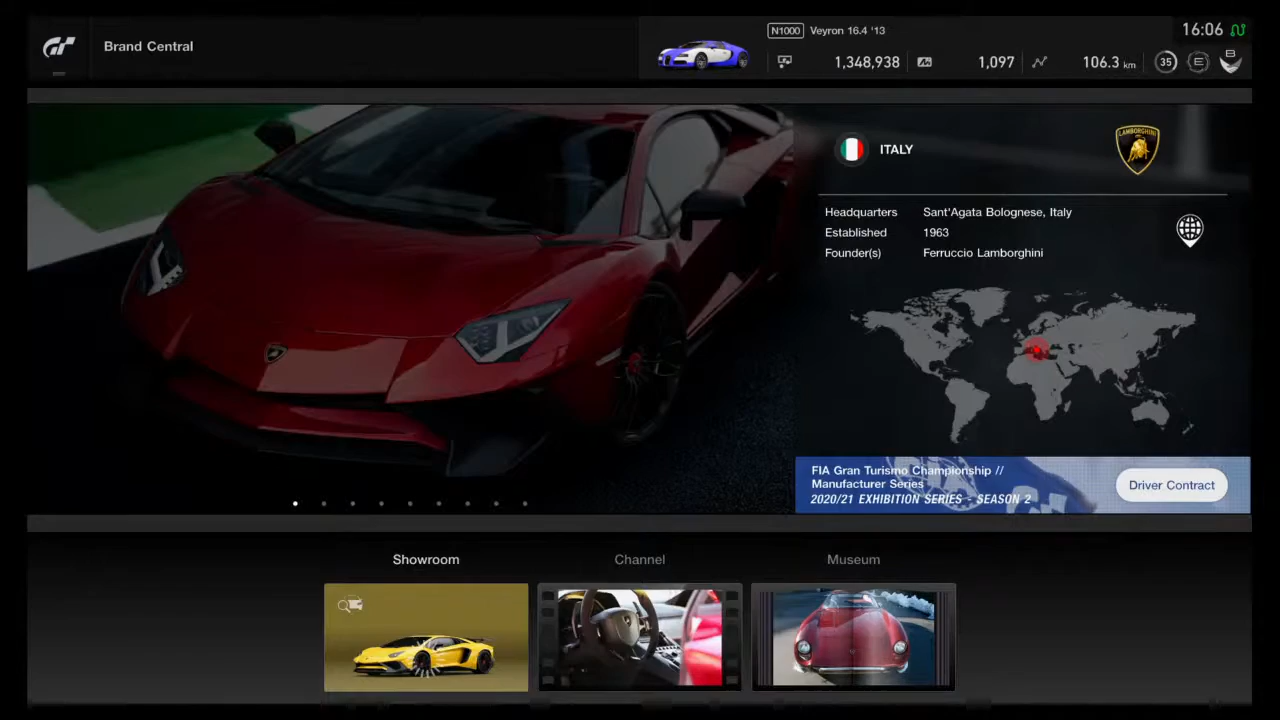 Brand Central
N1000 Veyron 16.4 '13
16:06
1,348,938
1,097
106.3 km
35
E
B
ITALY
LAMBORGHINI
Headquarters Sant'Agata Bolognese, Italy
Established 1963
Founder(s) Ferruccio Lamborghini
FIA Gran Turismo Championship //
Manufacturer Series
2020/21 EXHIBITION SERIES - SEASON 2
Driver Contract
Showroom
Channel
Museum